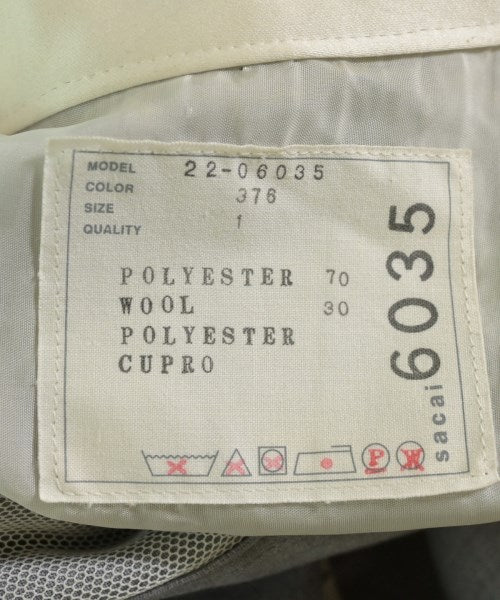 MODEL 22-06035
COLOR 376
SIZE 1
QUALITY
POLYESTER 70
WOOL 30
POLYESTER
CUPRO
P W
sacai 6035